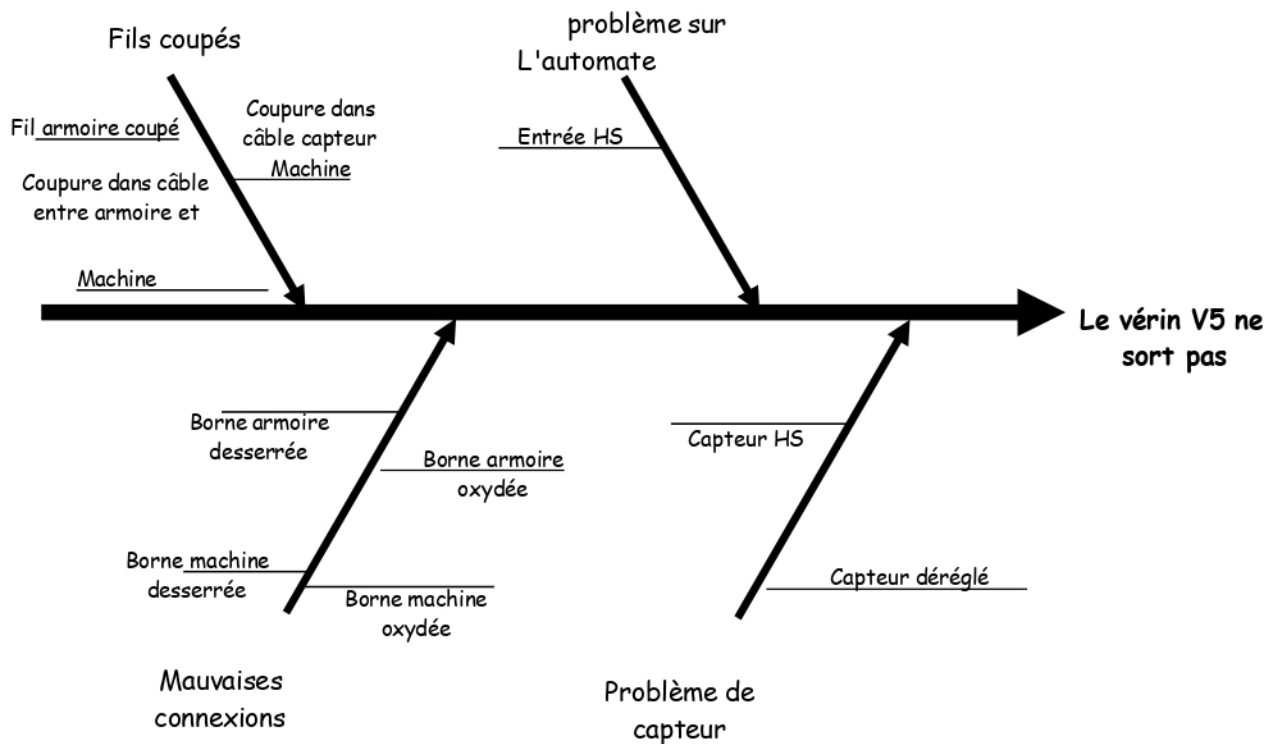 Fils coupés
problème sur
L'automate
Fil armoire coupé
Coupure dans
câble capteur
Machine
Entrée HS
Coupure dans câble
entre armoire et
Machine
Le vérin V5 ne
sort pas
Borne armoire
desserrée
Borne armoire
oxydée
Capteur HS
Borne machine
desserrée
Borne machine
oxydée
Capteur déréglé
Mauvaises
connexions
Problème de
capteur